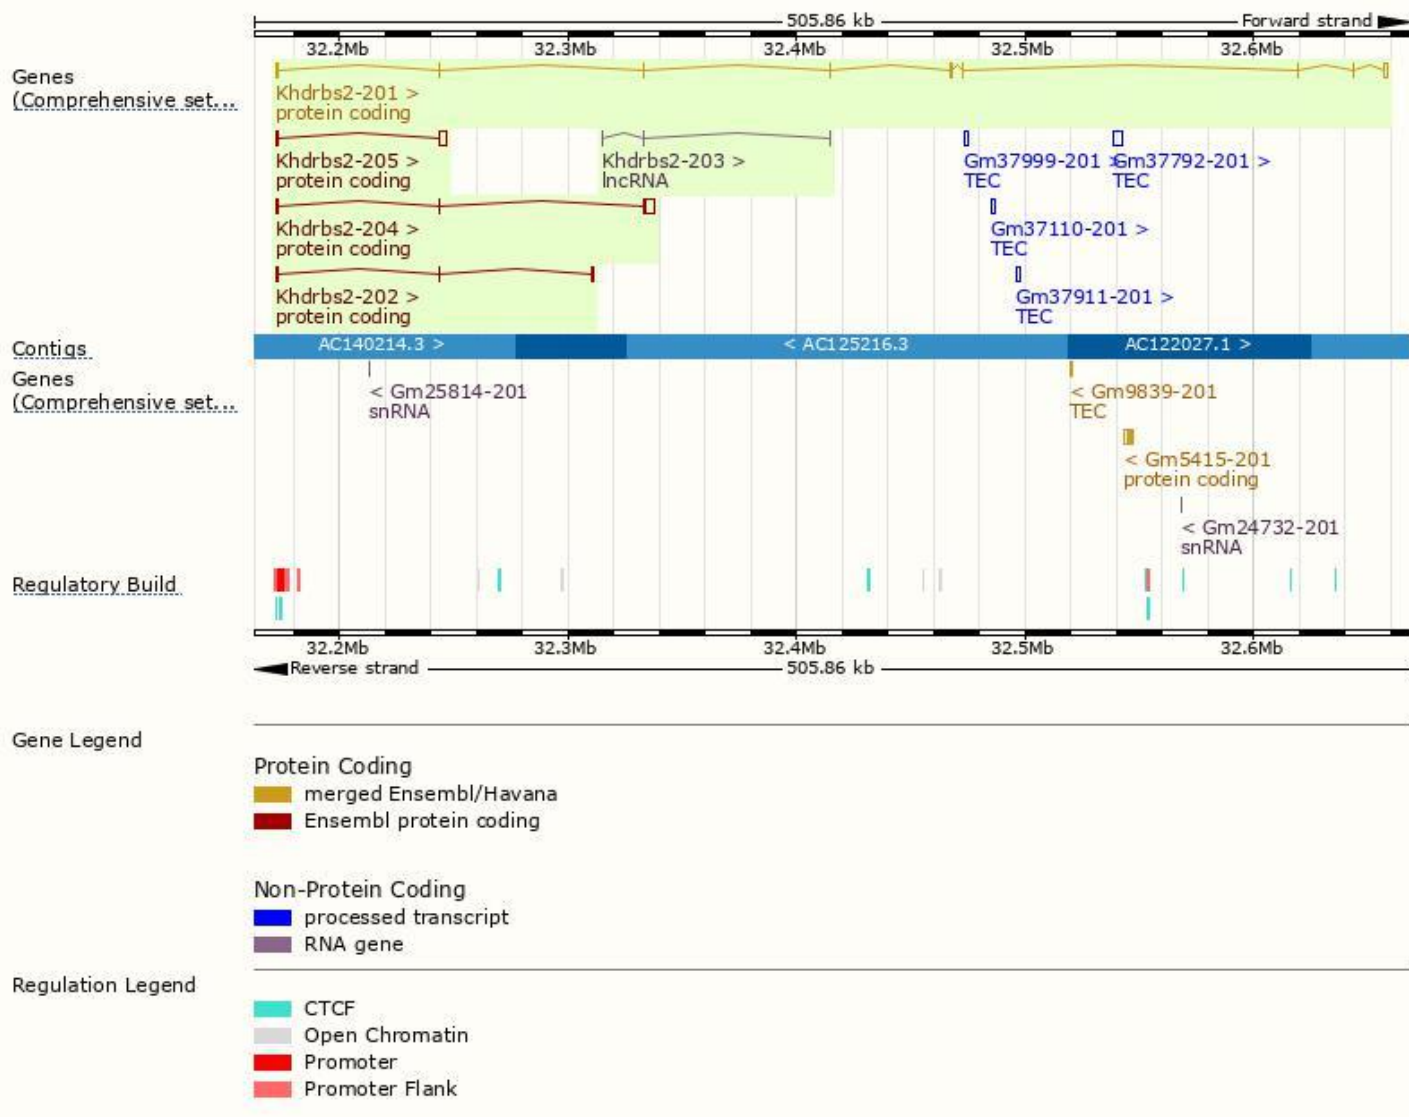 505.86 kb Forward strand
32.2Mb 32.3Mb 32.4Mb 32.5Mb 32.6Mb
Genes
(Comprehensive set...
Khdrbs2-201 >
protein coding
Khdrbs2-205 > Khdrbs2-203 > Gm37999-201 > Gm37792-201 >
protein coding lncRNA TEC TEC
Khdrbs2-204 > Gm37110-201 >
protein coding TEC
Khdrbs2-202 > Gm37911-201 >
protein coding TEC
Contigs AC140214.3 > < AC125216.3 AC122027.1 >
Genes
(Comprehensive set...
< Gm25814-201 < Gm9839-201
snRNA TEC
< Gm5415-201
protein coding
< Gm24732-201
snRNA
Regulatory Build
32.2Mb 32.3Mb 32.4Mb 32.5Mb 32.6Mb
Reverse strand 505.86 kb
Gene Legend
Protein Coding
merged Ensembl/Havana
Ensembl protein coding
Non-Protein Coding
processed transcript
RNA gene
Regulation Legend
CTCF
Open Chromatin
Promoter
Promoter Flank